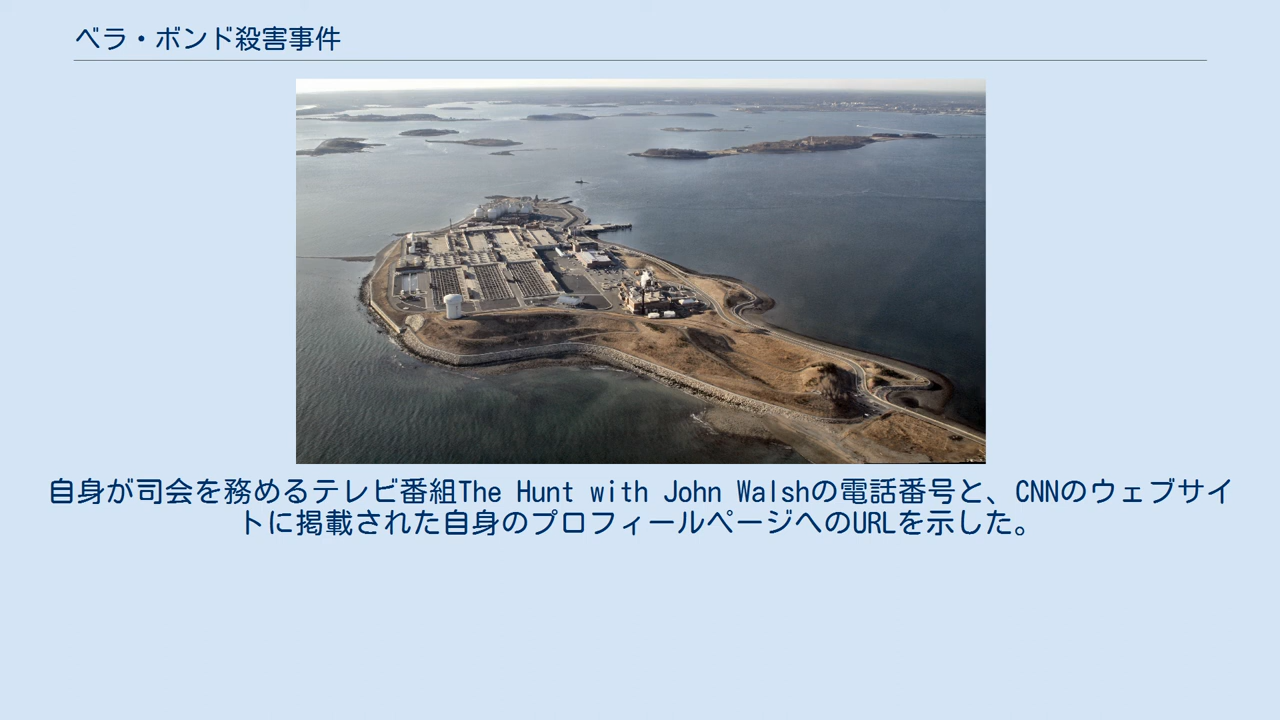 ベラ・ボンド殺害事件
自身が司会を務めるテレビ番組The Hunt with John Walshの電話番号と、CNNのウェブサイ
トに掲載された自身のプロフィールページへのURLを示した。